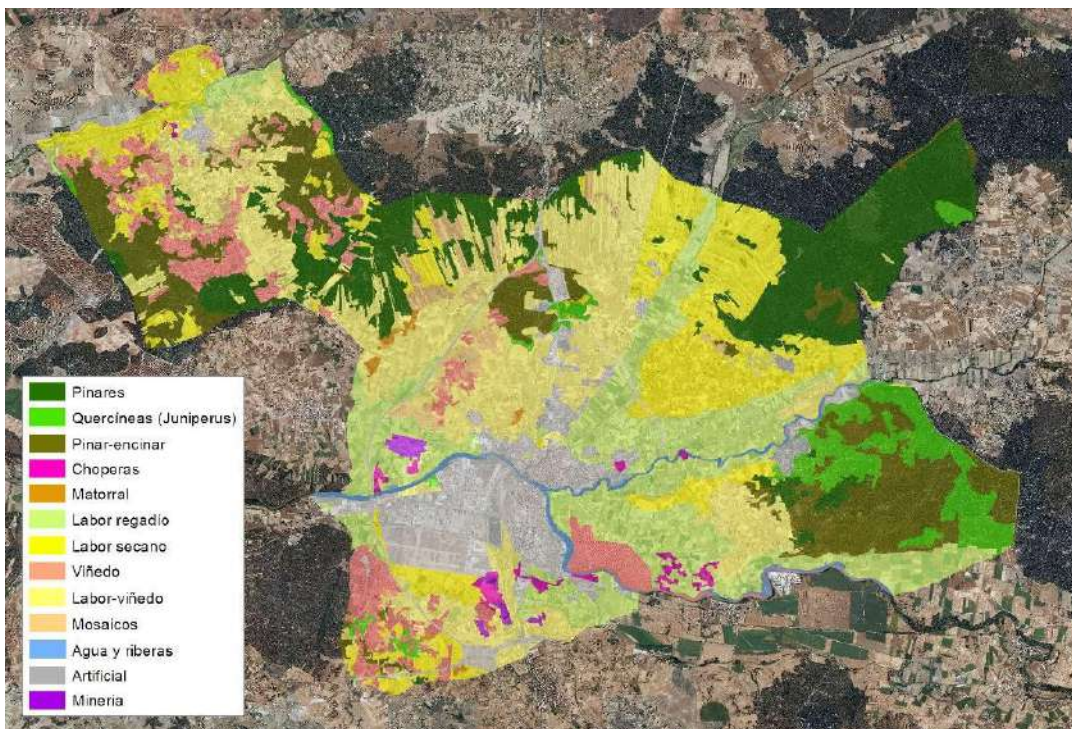 Pinares
Quercíneas (Juniperus)
Pinar-encinar
Choperas
Matorral
Labor regadío
Labor secano
Viñedo
Labor-viñedo
Mosaicos
Agua y riberas
Artificial
Mineria